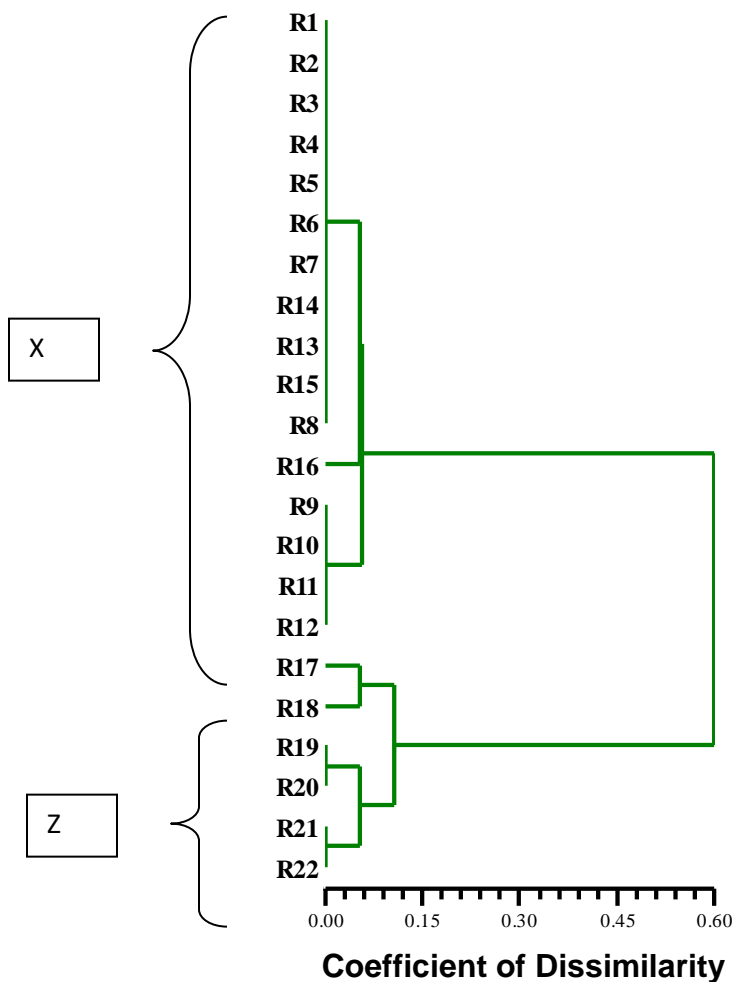 R1
R2
R3
R4
R5
R6
R7
R14
R13
R15
R8
R16
R9
R10
R11
R12
R17
R18
R19
R20
R21
R22
X
Z
0.00 0.15 0.30 0.45 0.60
Coefficient of Dissimilarity